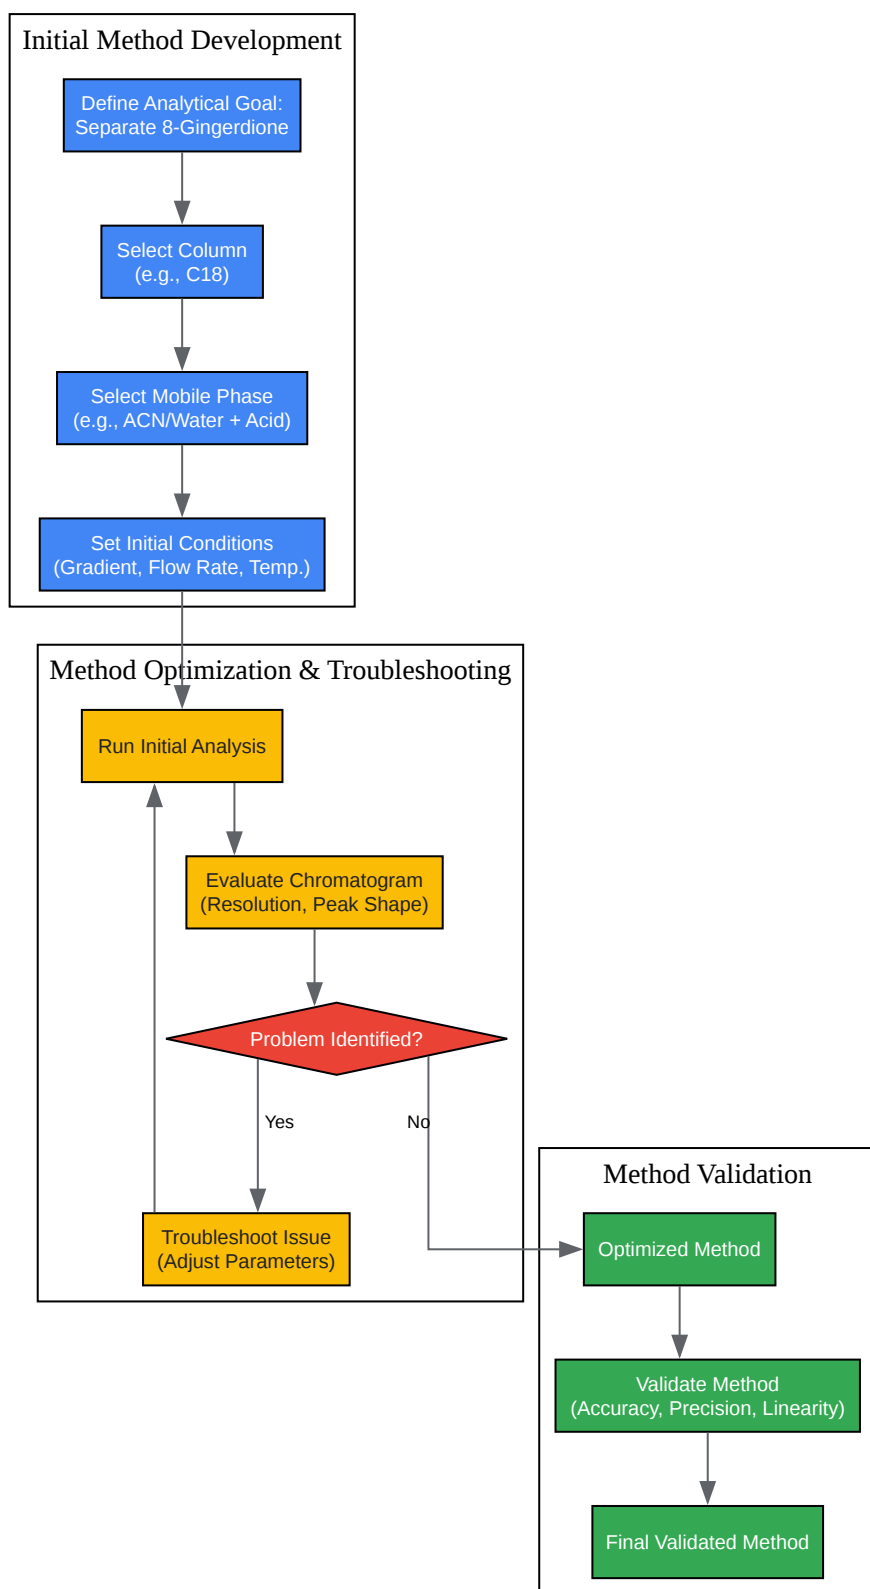 Initial Method Development
Define Analytical Goal:
Separate 8-Gingerdione
Select Column
(e.g., C18)
Select Mobile Phase
(e.g., ACN/Water + Acid)
Set Initial Conditions
(Gradient, Flow Rate, Temp.)
Method Optimization & Troubleshooting
Run Initial Analysis
Evaluate Chromatogram
(Resolution, Peak Shape)
Problem Identified?
Yes
No
Troubleshoot Issue
(Adjust Parameters)
Method Validation
Optimized Method
Validate Method
(Accuracy, Precision, Linearity)
Final Validated Method